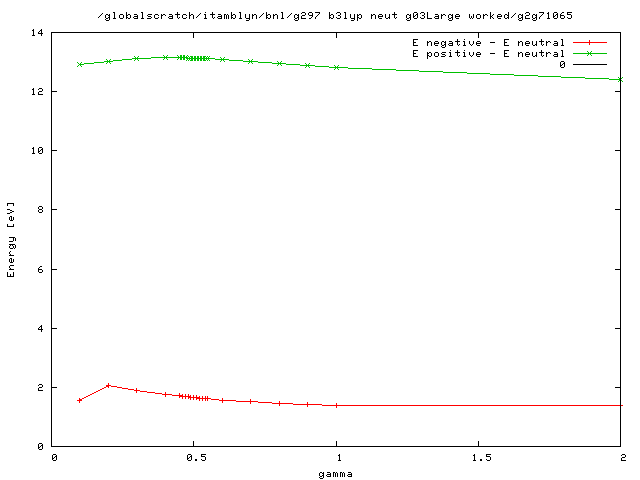 /globalscratch/itamblyn/bnl/g297 b3lyp neut g03Large worked/g2g71065
E negative - E neutral
E positive - E neutral
0
14
12
10
8
6
4
2
0
Energy [eV]
0 0.5 1 1.5 2
gamma